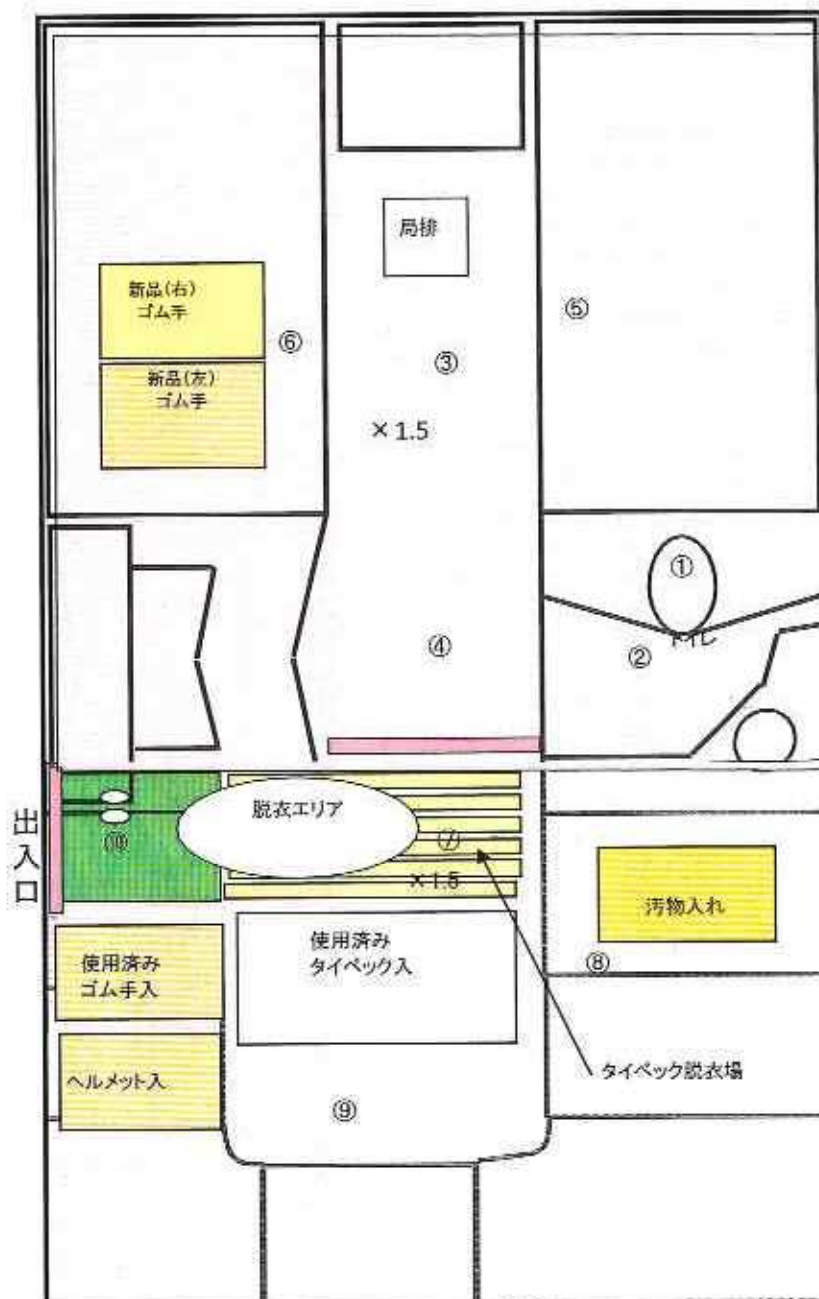 局排
新品(右)
ゴム手
⑤
⑥
③
新品(左)
ゴム手
×1.5
①
トイレ
②
④
脱衣エリア
出入口
⑩
⑦
×1.5
汚物入れ
使用済み
タイペック入
使用済み
ゴム手入
⑧
タイペック脱衣場
ヘルメット入
⑨